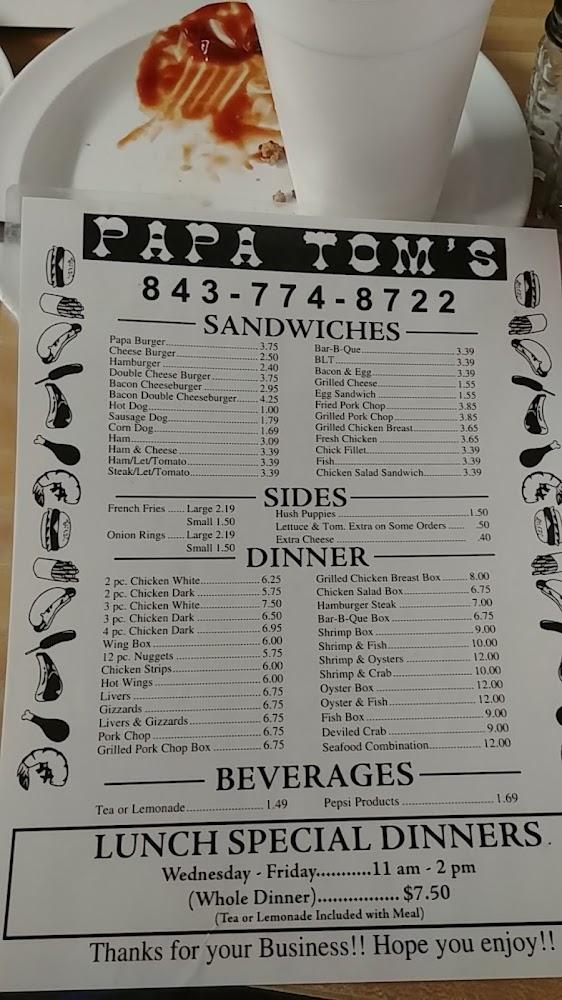 PAPA TOM'S
843-774-8722
SANDWICHES
Papa Burger 3.75
Cheese Burger 2.50
Hamburger 2.40
Double Cheese Burger 3.75
Bacon Cheeseburger 2.95
Bacon Double Cheeseburger 4.25
Hot Dog 1.00
Sausage Dog 1.79
Corn Dog 1.69
Ham 3.09
Ham & Cheese 3.39
Ham/Let/Tomato 3.39
Steak/Let/Tomato 3.39
Bar-B-Que 3.39
BLT 3.39
Bacon & Egg 3.39
Grilled Cheese 1.55
Egg Sandwich 1.55
Fried Pork Chop 3.85
Grilled Pork Chop 3.85
Grilled Chicken Breast 3.65
Fresh Chicken 3.65
Chick Fillet 3.39
Fish 3.39
Chicken Salad Sandwich 3.39
SIDES
French Fries ...... Large 2.19
Small 1.50
Onion Rings ...... Large 2.19
Small 1.50
Hush Puppies 1.50
Lettuce & Tom. Extra on Some Orders .50
Extra Cheese .40
DINNER
2 pc. Chicken White 6.25
2 pc. Chicken Dark 5.75
3 pc. Chicken White 7.50
3 pc. Chicken Dark 6.50
4 pc. Chicken Dark 6.95
Wing Box 6.00
12 pc. Nuggets 5.75
Chicken Strips 6.00
Hot Wings 6.00
Livers 6.75
Gizzards 6.75
Livers & Gizzards 6.75
Pork Chop 6.75
Grilled Pork Chop Box 6.75
Grilled Chicken Breast Box 8.00
Chicken Salad Box 6.75
Hamburger Steak 7.00
Bar-B-Que Box 6.75
Shrimp Box 9.00
Shrimp & Fish 10.00
Shrimp & Oysters 12.00
Shrimp & Crab 10.00
Oyster Box 12.00
Oyster & Fish 12.00
Fish Box 9.00
Deviled Crab 9.00
Seafood Combination 12.00
BEVERAGES
Tea or Lemonade 1.49
Pepsi Products 1.69
LUNCH SPECIAL DINNERS
Wednesday - Friday...........11 am - 2 pm
(Whole Dinner)................. $7.50
(Tea or Lemonade Included with Meal)
Thanks for your Business!! Hope you enjoy!!